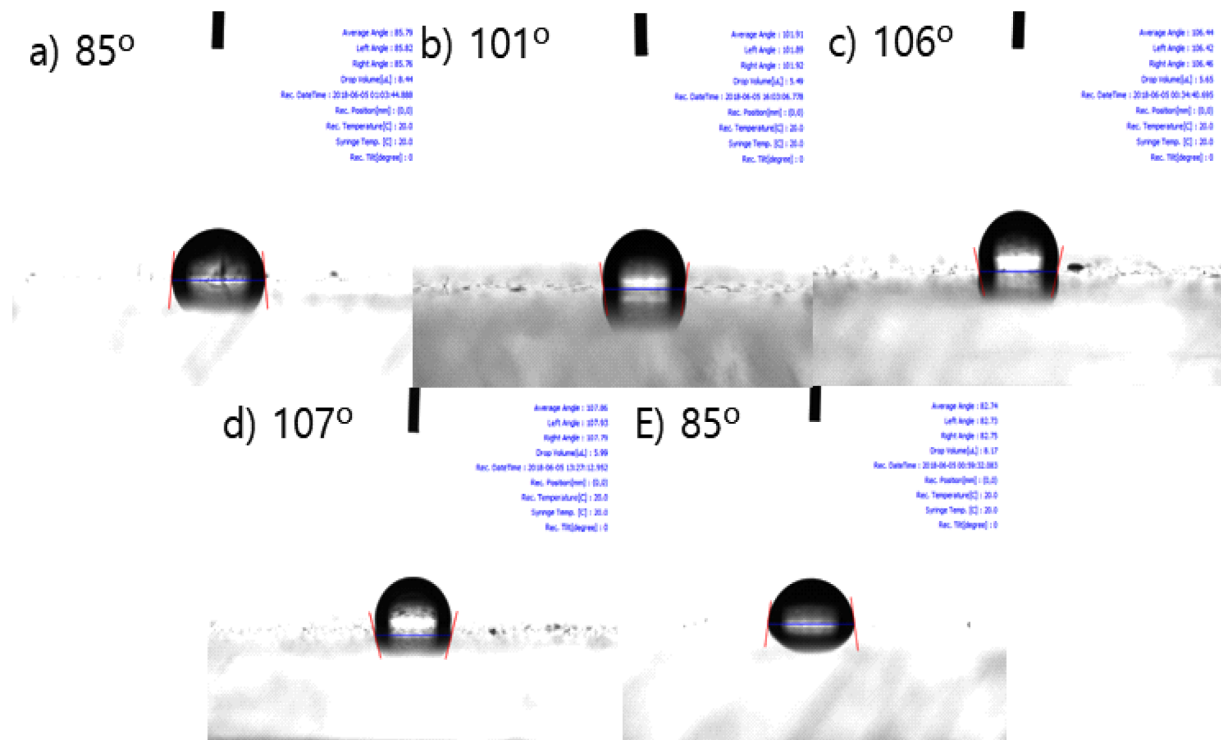 a) 85º
Average Angle : 85.79
Left Angle : 85.82
Right Angle : 85.76
Drop Volume[uL] : 8.44
Rec. DateTime : 2018-06-05 01:03:44.888
Rec. Position[mm] : (0,0)
Rec. Temperature[C] : 20.0
Syringe Temp. [C] : 20.0
Rec. Tilt[degree] : 0
b) 101º
Average Angle : 101.91
Left Angle : 101.89
Right Angle : 101.92
Drop Volume[uL] : 5.49
Rec. DateTime : 2018-06-05 16:03:06.778
Rec. Position[mm] : (0,0)
Rec. Temperature[C] : 20.0
Syringe Temp. [C] : 20.0
Rec. Tilt[degree] : 0
c) 106º
Average Angle : 106.44
Left Angle : 106.42
Right Angle : 106.46
Drop Volume[uL] : 5.65
Rec. DateTime : 2018-06-05 00:34:40.695
Rec. Position[mm] : (0,0)
Rec. Temperature[C] : 20.0
Syringe Temp. [C] : 20.0
Rec. Tilt[degree] : 0
d) 107º
Average Angle : 107.86
Left Angle : 107.93
Right Angle : 107.79
Drop Volume[uL] : 5.99
Rec. DateTime : 2018-06-05 13:27:12.952
Rec. Position[mm] : (0,0)
Rec. Temperature[C] : 20.0
Syringe Temp. [C] : 20.0
Rec. Tilt[degree] : 0
E) 85º
Average Angle : 82.74
Left Angle : 82.73
Right Angle : 82.75
Drop Volume[uL] : 8.17
Rec. DateTime : 2018-06-05 00:59:32.083
Rec. Position[mm] : (0,0)
Rec. Temperature[C] : 20.0
Syringe Temp. [C] : 20.0
Rec. Tilt[degree] : 0